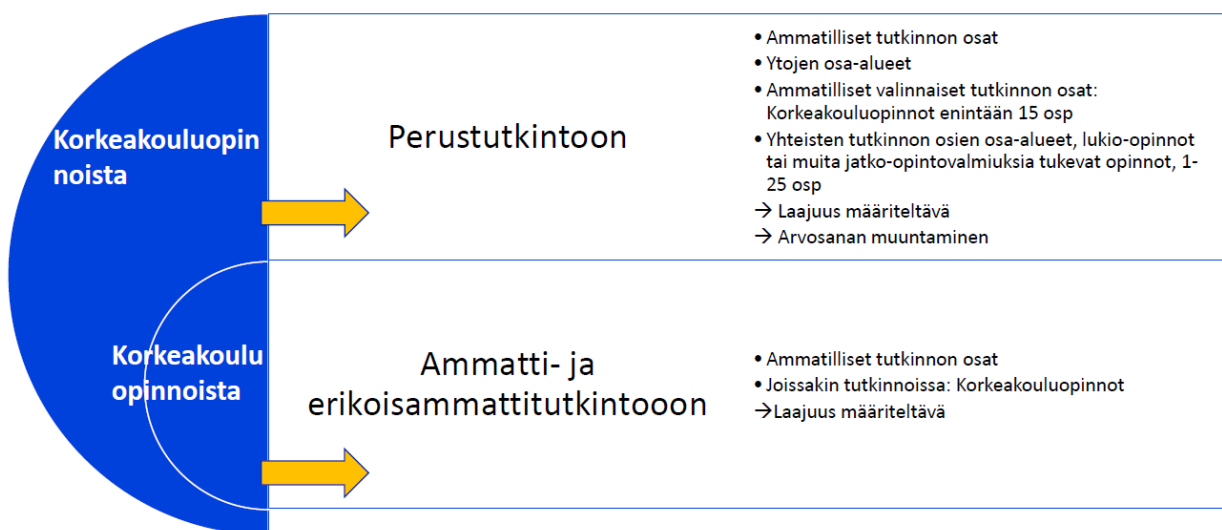 Korkeakouluopin
noista
Perustutkintoon
• Ammatilliset tutkinnon osat
• Ytojen osa-alueet
• Ammatilliset valinnaiset tutkinnon osat:
Korkeakouluopinnot enintään 15 osp
• Yhteisten tutkinnon osien osa-alueet, lukio-opinnot
tai muita jatko-opintovalmiuksia tukevat opinnot, 1-
25 osp
→ Laajuus määriteltävä
→ Arvosanan muuntaminen
Korkeakoulu
opinnoista
Ammatti- ja
erikoisammattitutkintooon
• Ammatilliset tutkinnon osat
• Joissakin tutkinnoissa: Korkeakouluopinnot
→Laajuus määriteltävä